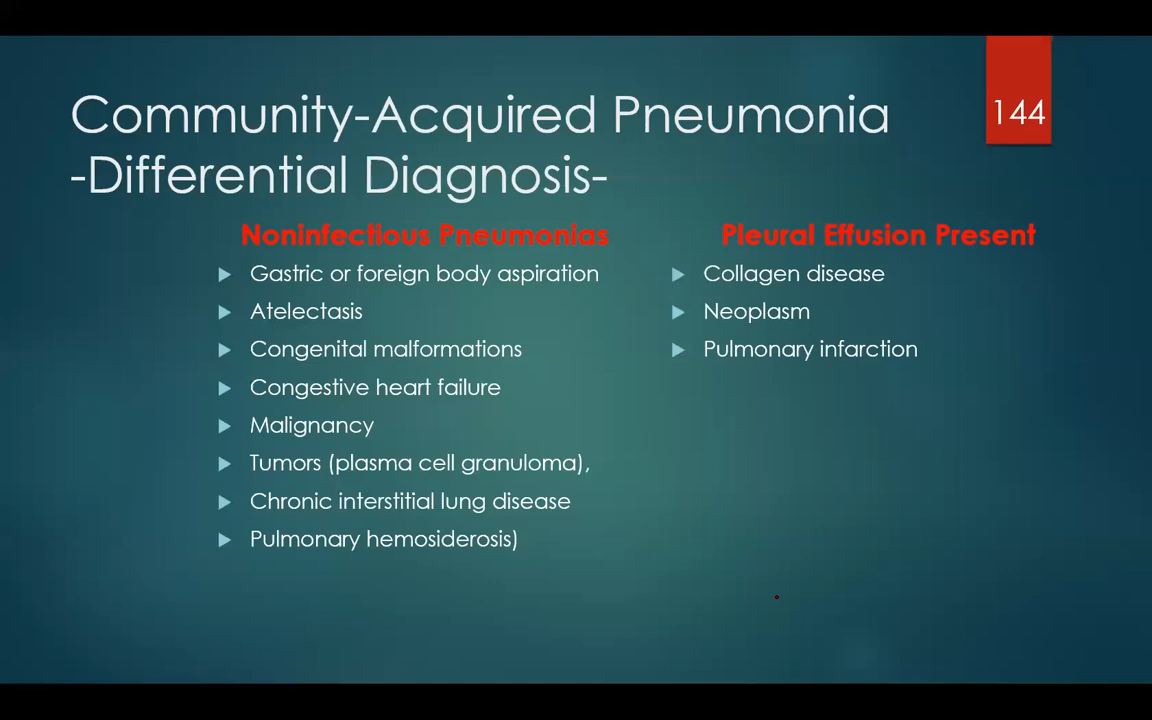 144
Community-Acquired Pneumonia
-Differential Diagnosis-
Noninfectious Pneumonias
Gastric or foreign body aspiration
Atelectasis
Congenital malformations
Congestive heart failure
Malignancy
Tumors (plasma cell granuloma),
Chronic interstitial lung disease
Pulmonary hemosiderosis)
Pleural Effusion Present
Collagen disease
Neoplasm
Pulmonary infarction